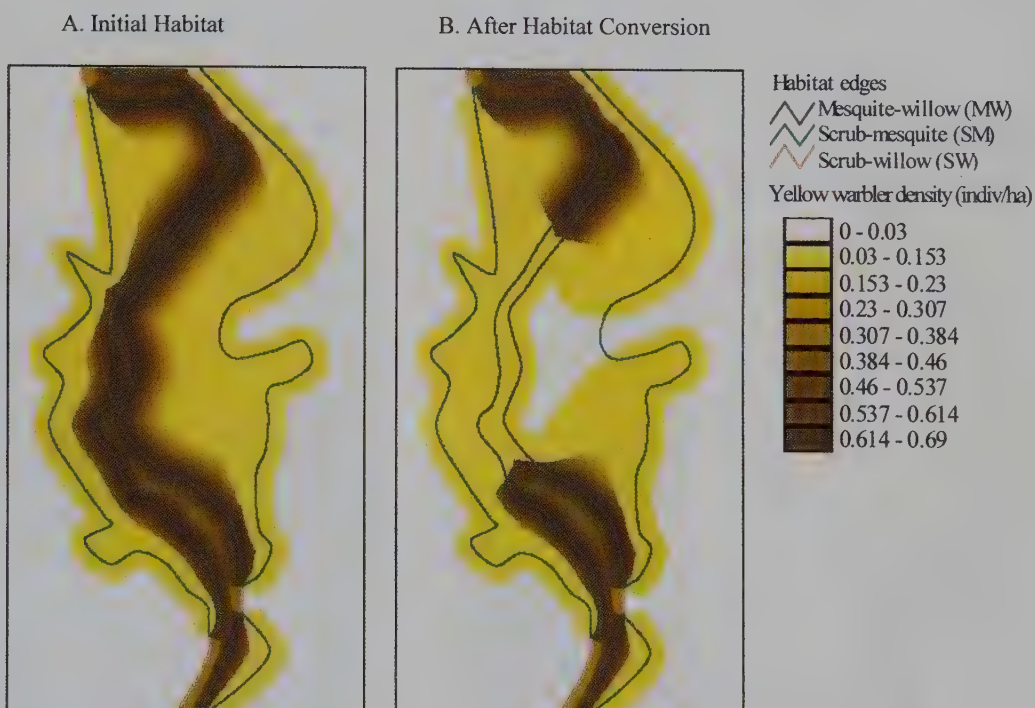 A. Initial Habitat
B. After Habitat Conversion
Habitat edges
Mesquite-willow (MW)
Scrub-mesquite (SM)
Scrub-willow (SW)
Yellow warbler density (indiv/ha)
0 - 0.03
0.03 - 0.153
0.153 - 0.23
0.23 - 0.307
0.307 - 0.384
0.384 - 0.46
0.46 - 0.537
0.537 - 0.614
0.614 - 0.69